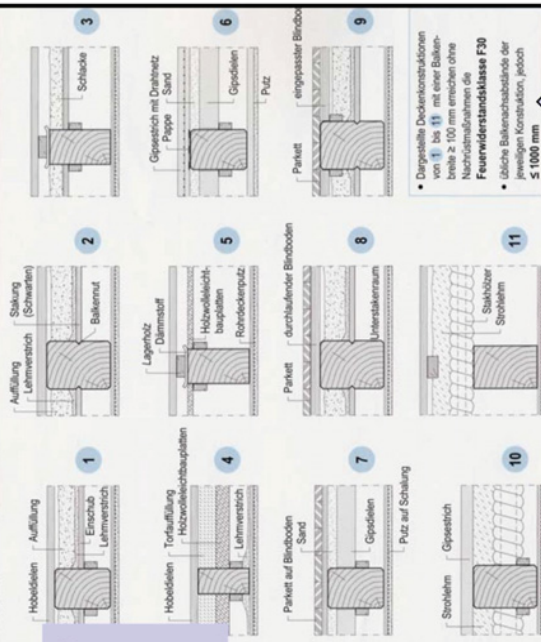 Hobeldielen
Auffüllung
Einschub
Lehmverstrich
1
Auffüllung
Lehmverstrich
Stakung
(Schwarten)
Balkennut
2
Schlacke
3
Hobeldielen
Torfauffüllung
Holzwolleleichtbauplatten
Lehmverstrich
4
Lagerholz
Dämmstoff
Holzwolleleicht-
bauplatten
Rohrdeckenputz
5
Gipsestrich mit Drahtnetz
Pappe
Sand
Gipsdielen
Putz
6
Parkett auf Blindboden
Sand
Gipsdielen
Putz auf Schalung
7
Parkett
durchlaufender Blindboden
Unterstakenraum
8
Parkett
eingepasster Blindbo
9
Strohlehm
Gipsestrich
10
Stakhölzer
Strohlehm
11
• Dargestellte Deckenkonstruktionen
von 1 bis 11 mit einer Balken-
breite ≥ 100 mm erreichen ohne
Nachrüstmaßnahmen die
Feuerwiderstandsklasse F30
• übliche Balkenachsabstände der
jeweiligen Konstruktion, jedoch
≤ 1000 mm